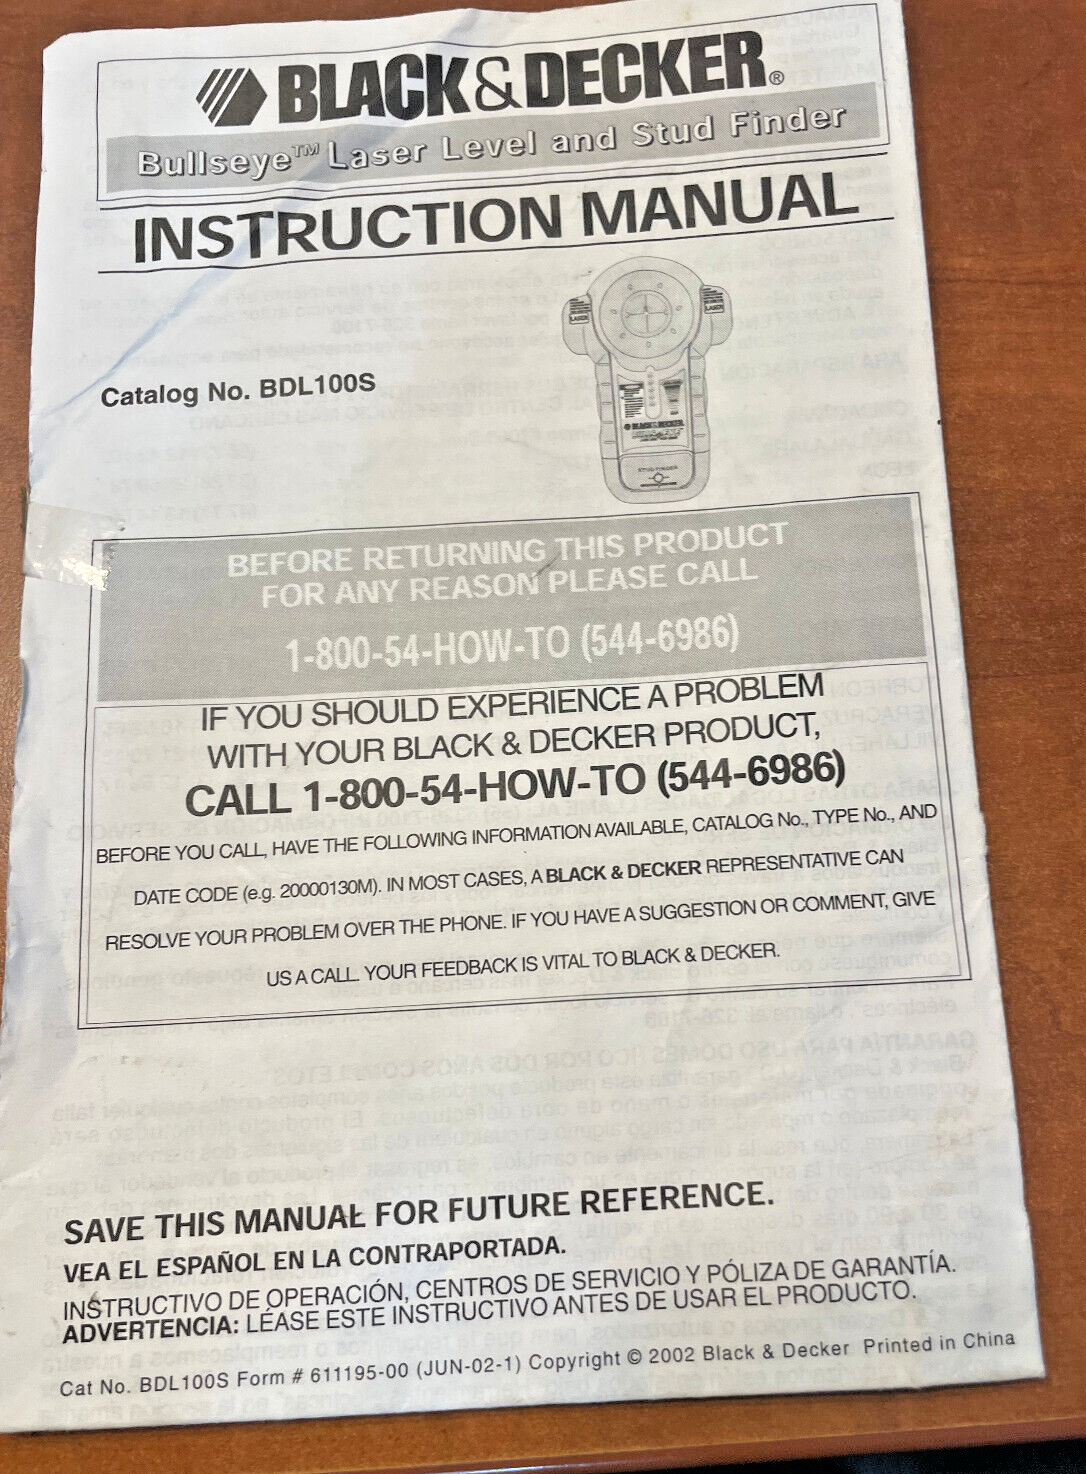 BLACK&DECKER®
Bullseye™ Laser Level and Stud Finder
INSTRUCTION MANUAL
Catalog No. BDL100S
LASER
LASER
BLACK&DECKER
STUD FINDER
BEFORE RETURNING THIS PRODUCT
FOR ANY REASON PLEASE CALL
1-800-54-HOW-TO (544-6986)
IF YOU SHOULD EXPERIENCE A PROBLEM
WITH YOUR BLACK & DECKER PRODUCT,
CALL 1-800-54-HOW-TO (544-6986)
BEFORE YOU CALL, HAVE THE FOLLOWING INFORMATION AVAILABLE, CATALOG No., TYPE No., AND
DATE CODE (e.g. 20000130M). IN MOST CASES, A BLACK & DECKER REPRESENTATIVE CAN
RESOLVE YOUR PROBLEM OVER THE PHONE. IF YOU HAVE A SUGGESTION OR COMMENT, GIVE
US A CALL. YOUR FEEDBACK IS VITAL TO BLACK & DECKER.
SAVE THIS MANUAL FOR FUTURE REFERENCE.
VEA EL ESPAÑOL EN LA CONTRAPORTADA.
INSTRUCTIVO DE OPERACIÓN, CENTROS DE SERVICIO Y PÓLIZA DE GARANTÍA.
ADVERTENCIA: LÉASE ESTE INSTRUCTIVO ANTES DE USAR EL PRODUCTO.
Cat No. BDL100S Form # 611195-00 (JUN-02-1) Copyright © 2002 Black & Decker Printed in China